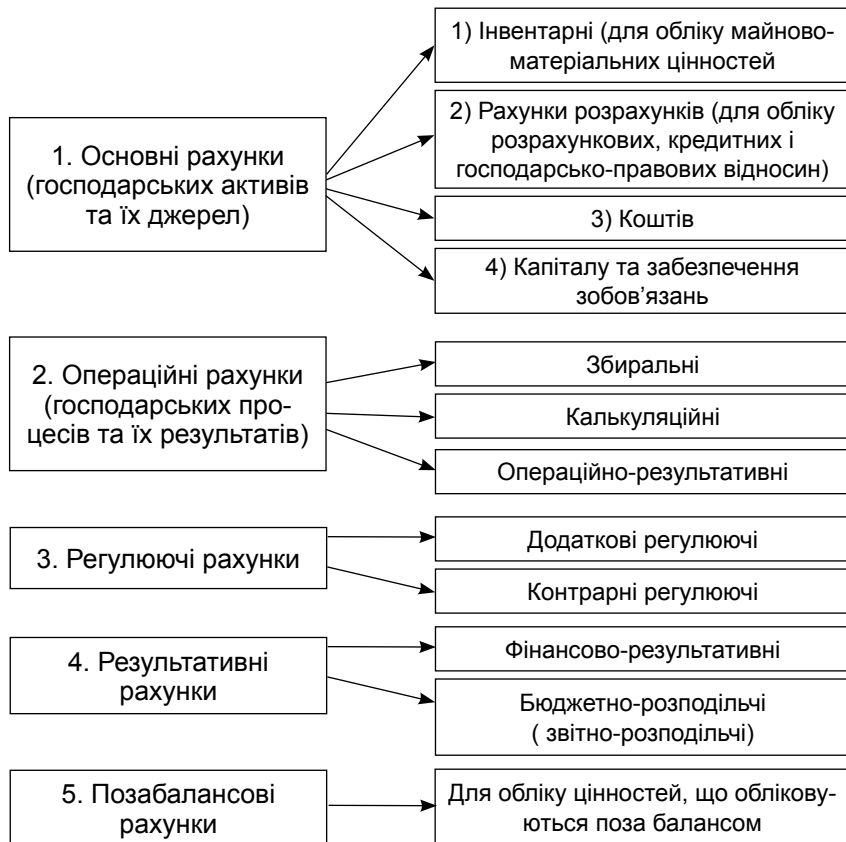 1. Основні рахунки
(господарських активів
та їх джерел)
1) Інвентарні (для обліку майново-
матеріальних цінностей
2) Рахунки розрахунків (для обліку
розрахункових, кредитних і
господарсько-правових відносин)
3) Коштів
4) Капіталу та забезпечення
зобов’язань
2. Операційні рахунки
(господарських про-
цесів та їх результатів)
Збиральні
Калькуляційні
Операційно-результативні
3. Регулюючі рахунки
Додаткові регулюючі
Контрарні регулюючі
4. Результативні
рахунки
Фінансово-результативні
Бюджетно-розподільчі
( звітно-розподільчі)
5. Позабалансові
рахунки
Для обліку цінностей, що обліковu-
ються поза балансом